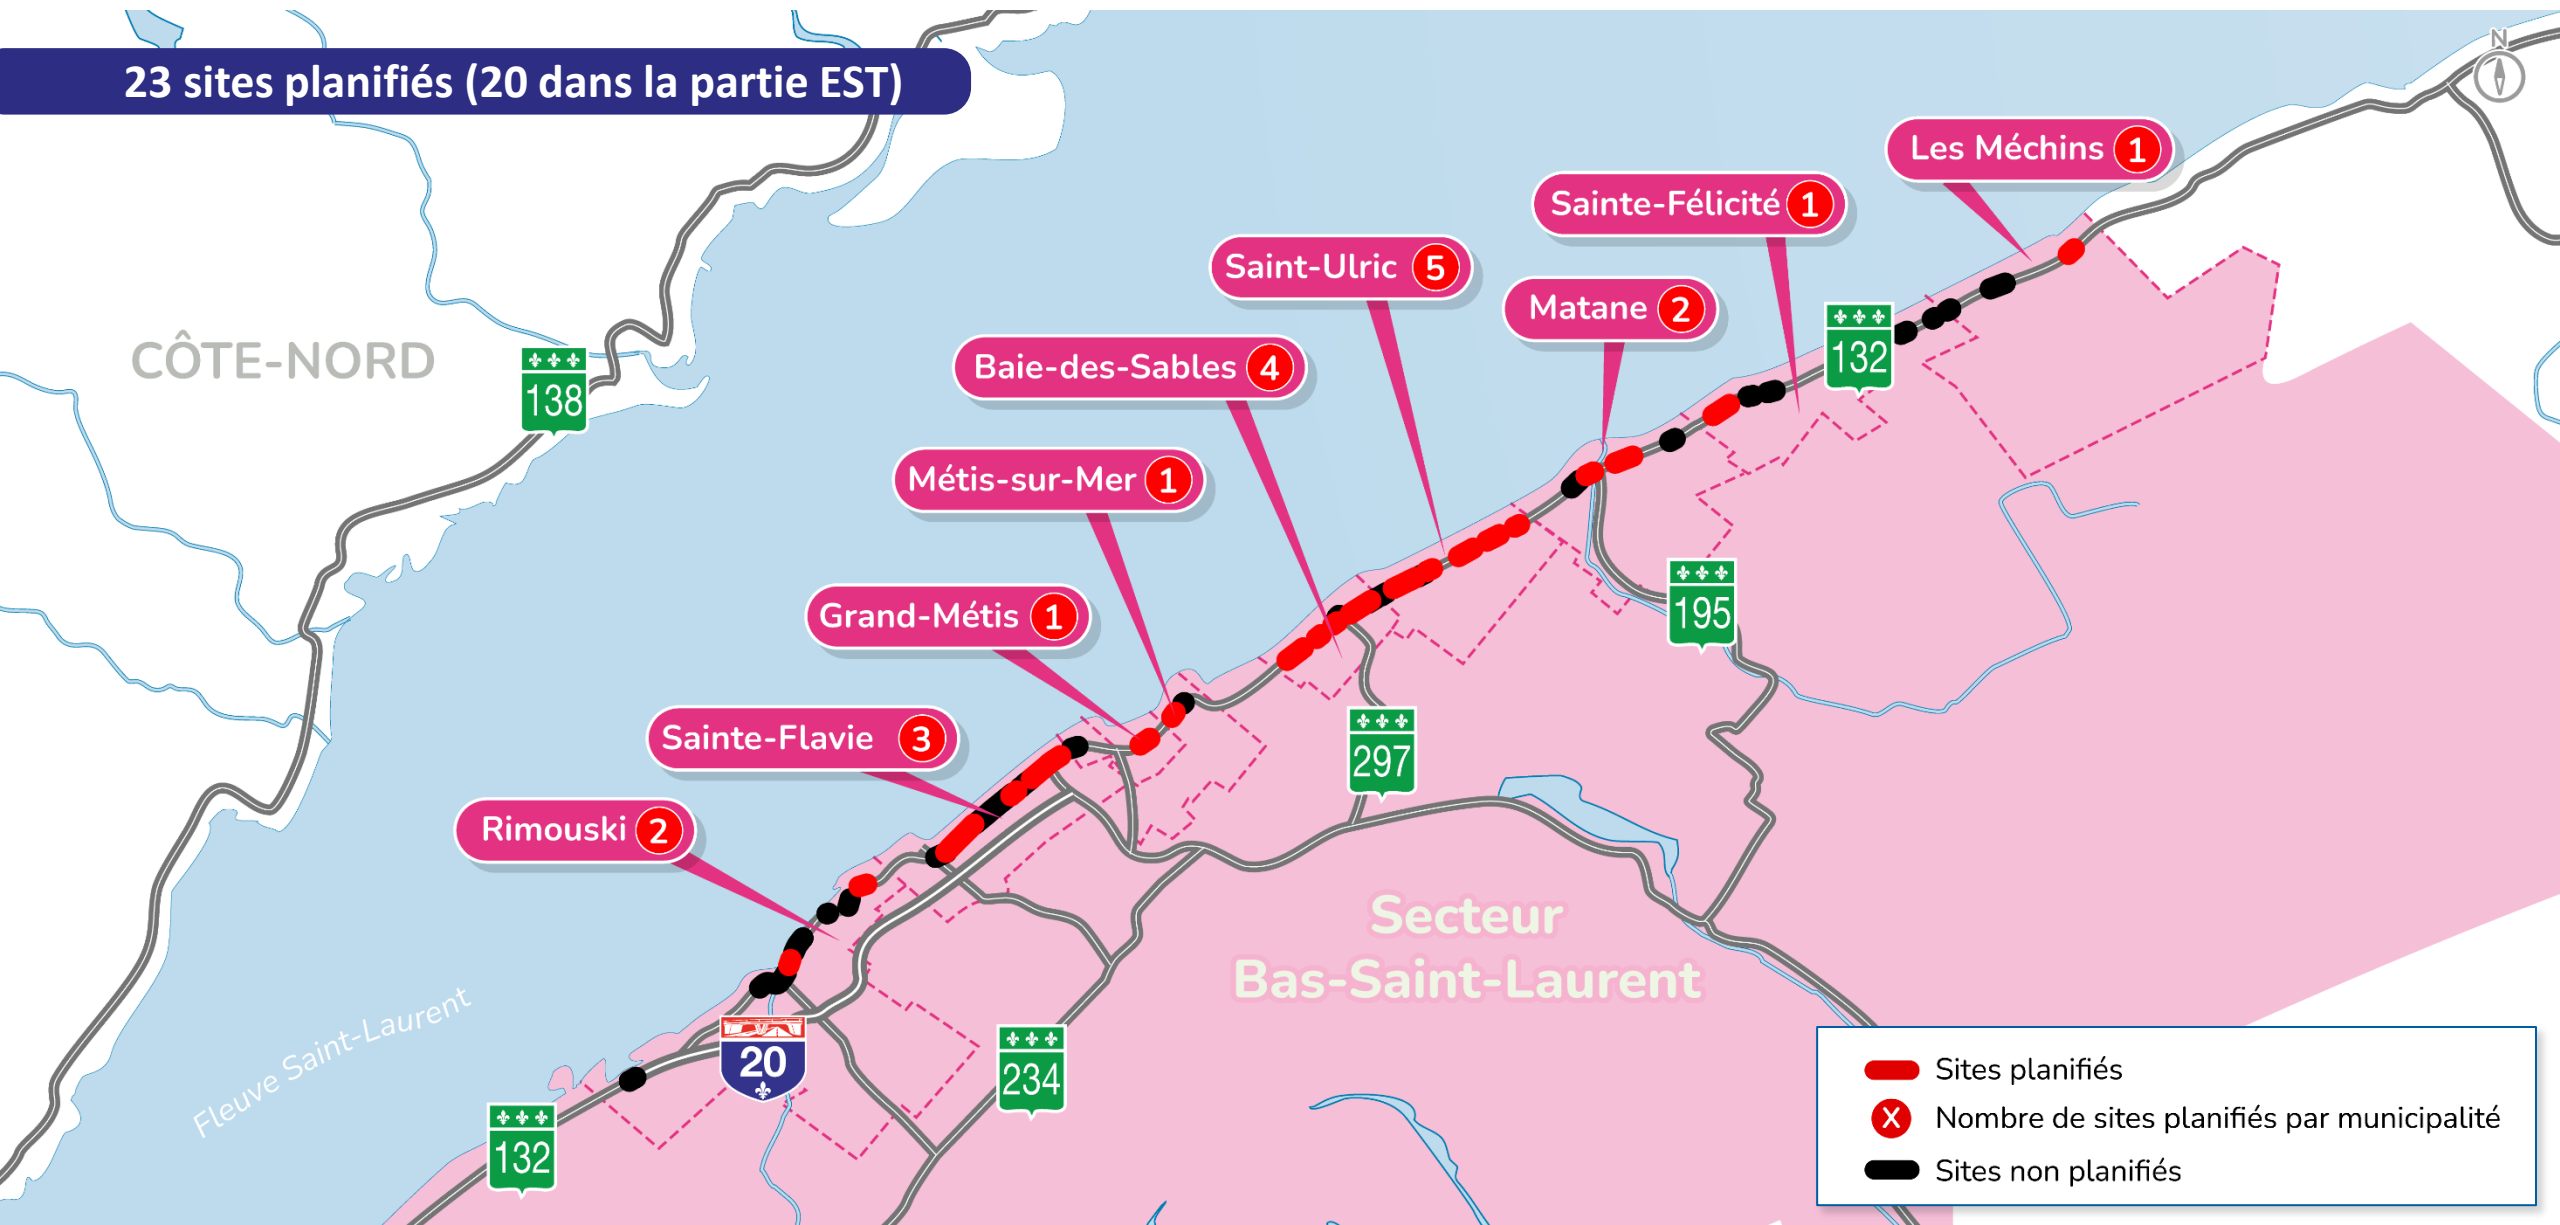 23 sites planifiés (20 dans la partie EST)
N
Les Méchins 1
Sainte-Félicité 1
Saint-Ulric 5
Matane 2
132
CÔTE-NORD
138
Baie-des-Sables 4
Métis-sur-Mer 1
195
Grand-Métis 1
Sainte-Flavie 3
297
Rimouski 2
Secteur
Bas-Saint-Laurent
Fleuve Saint-Laurent
20
234
132
Sites planifiés
X Nombre de sites planifiés par municipalité
Sites non planifiés